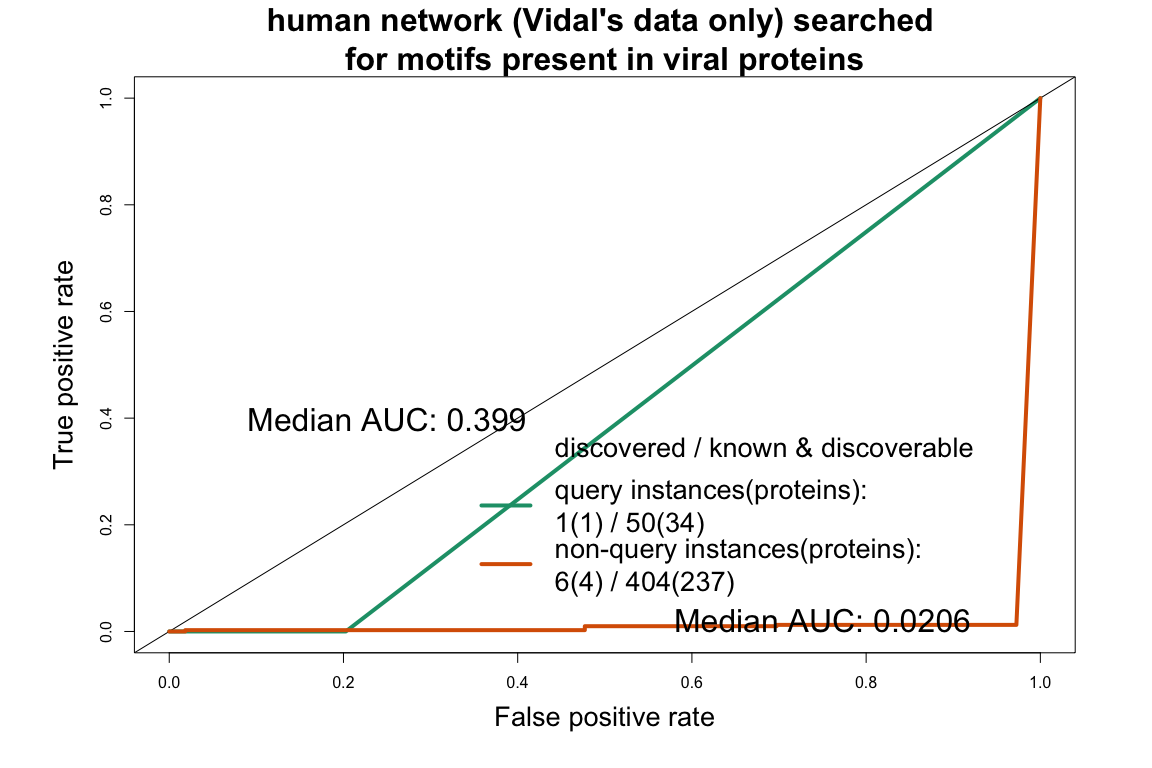 human network (Vidal's data only) searched
for motifs present in viral proteins
True positive rate
1.0
0.8
0.6
0.4
0.2
0.0
Median AUC: 0.399
discovered / known & discoverable
query instances(proteins):
1(1) / 50(34)
non-query instances(proteins):
6(4) / 404(237)
Median AUC: 0.0206
0.0 0.2 0.4 0.6 0.8 1.0
False positive rate